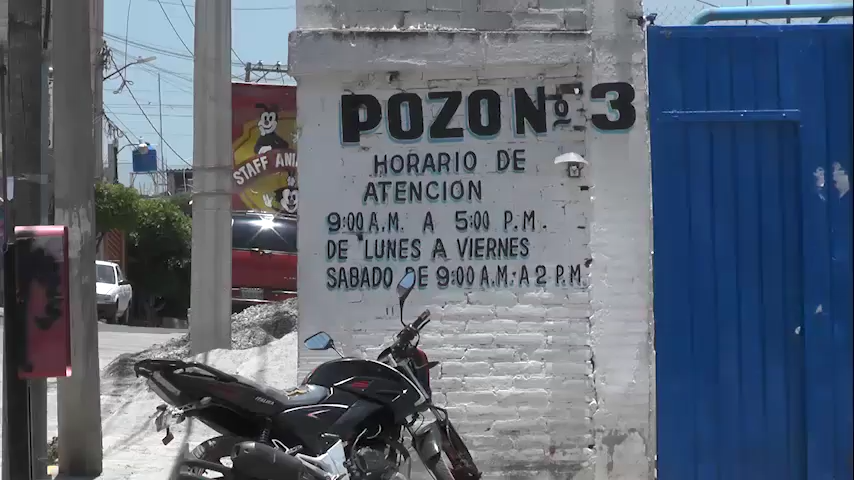 POZO Nº 3
HORARIO DE
ATENCION
9:00 A.M. A 5:00 P.M.
DE LUNES A VIERNES
SABADO DE 9:00 A.M. A 2 P.M.
STAFF ANI